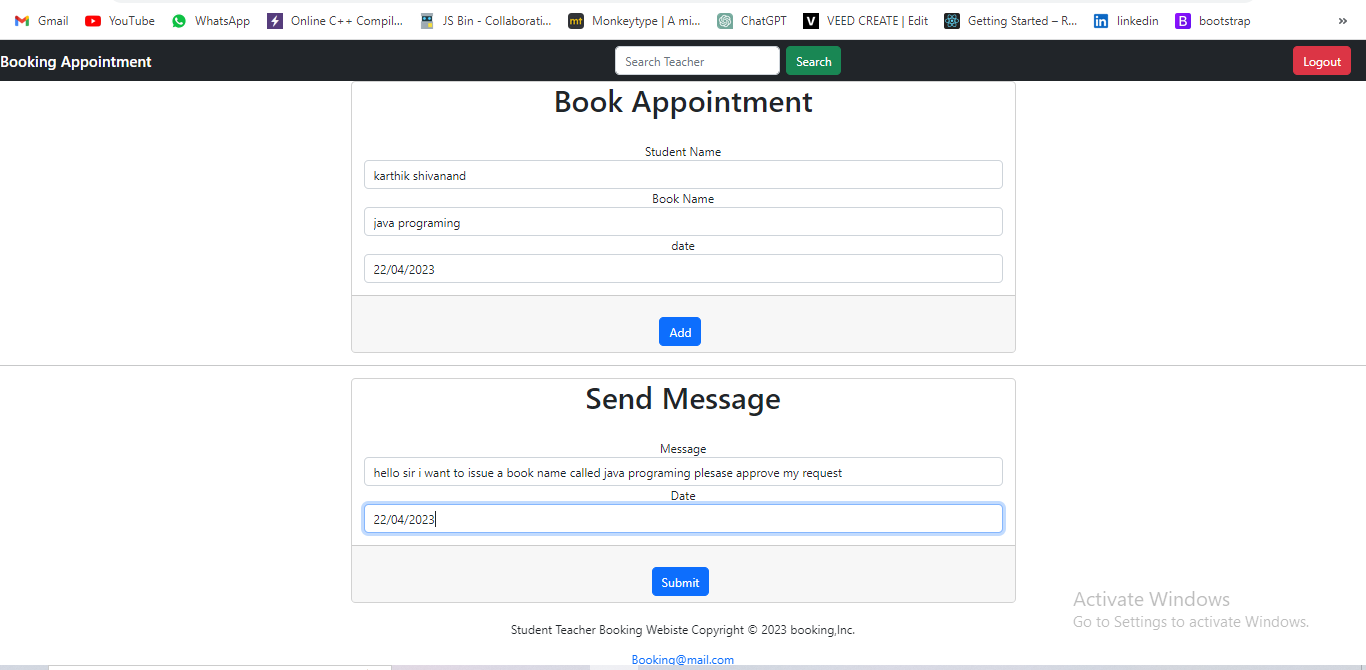 Gmail YouTube WhatsApp Online C++ Compil... JS Bin - Collaborati... mt Monkeytype | A mi... ChatGPT V VEED CREATE | Edit Getting Started – R... in linkedin B bootstrap »
Booking Appointment Search Teacher Search Logout
Book Appointment
Student Name
karthik shivanand
Book Name
java programing
date
22/04/2023
Add
Send Message
Message
hello sir i want to issue a book name called java programing plesase approve my request
Date
22/04/2023
Submit
Activate Windows
Go to Settings to activate Windows.
Student Teacher Booking Webiste Copyright © 2023 booking,Inc.
Booking@mail.com